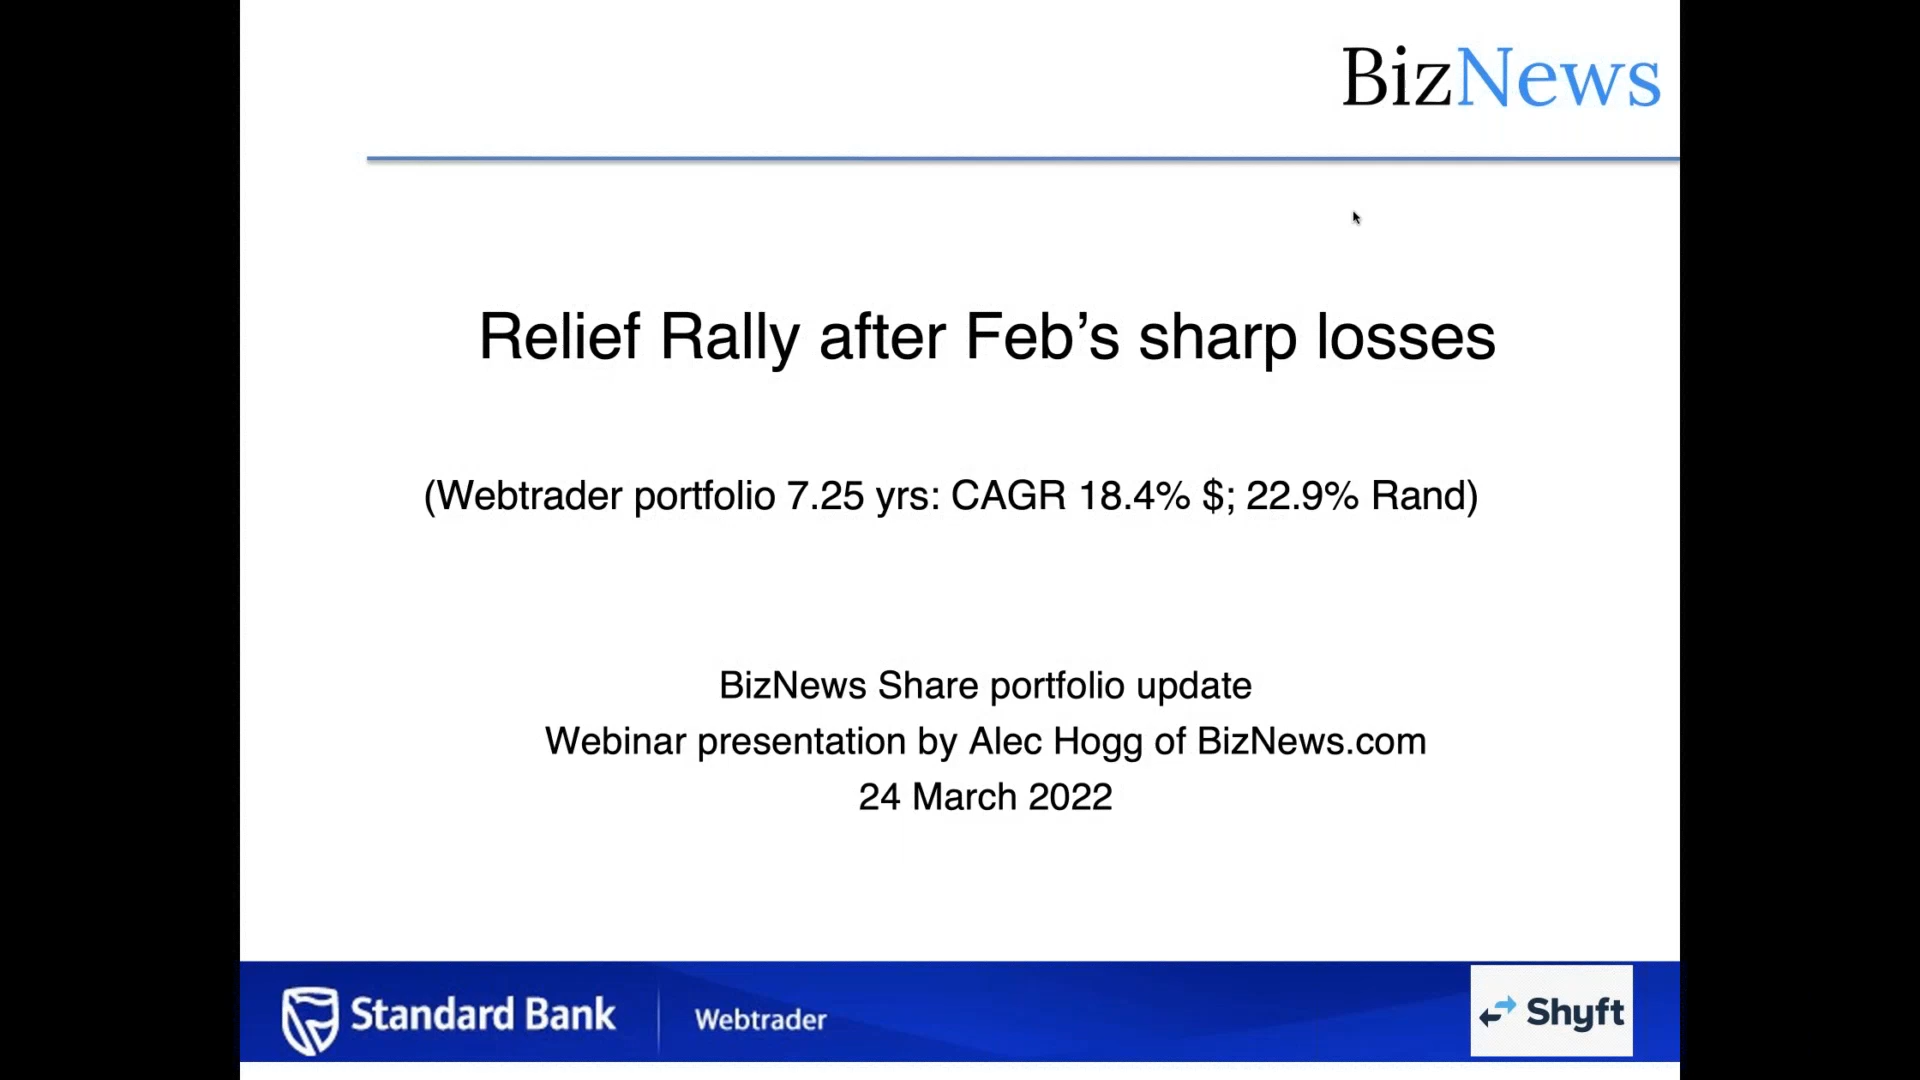 BizNews
Relief Rally after Feb’s sharp losses
(Webtrader portfolio 7.25 yrs: CAGR 18.4% $; 22.9% Rand)
BizNews Share portfolio update
Webinar presentation by Alec Hogg of BizNews.com
24 March 2022
Standard Bank
Webtrader
Shyft